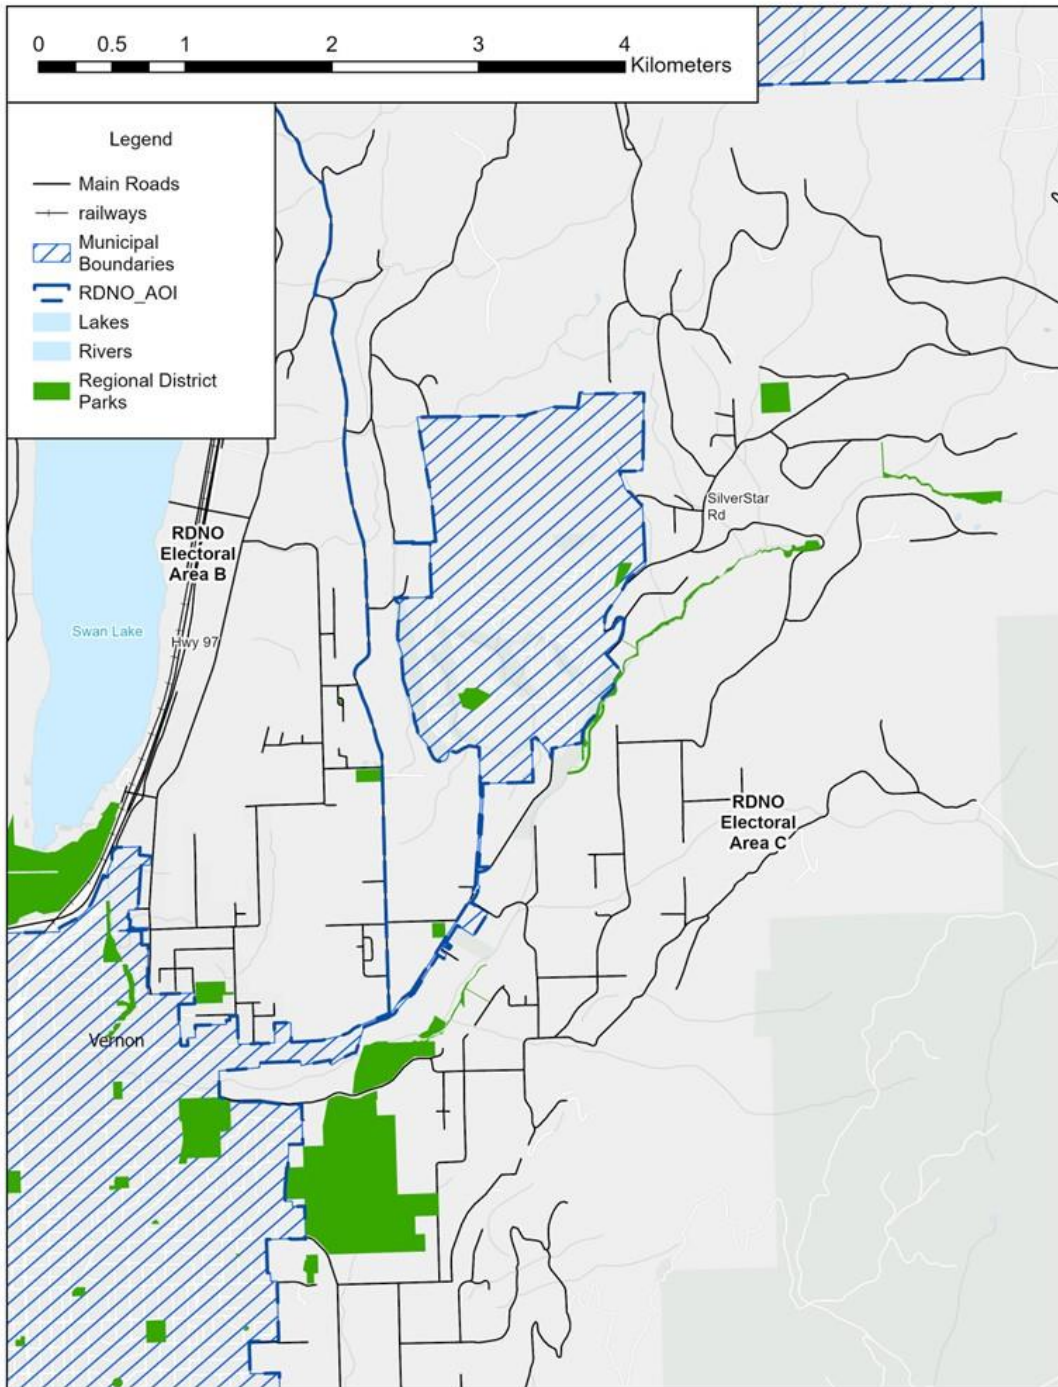 0 0.5 1 2 3 4
Kilometers
Legend
Main Roads
railways
Municipal
Boundaries
RDNO_AOI
Lakes
Rivers
Regional District
Parks
SilverStar
Rd
RDNO
Electoral
Area B
Swan Lake
Hwy 97
RDNO
Electoral
Area C
Vernon